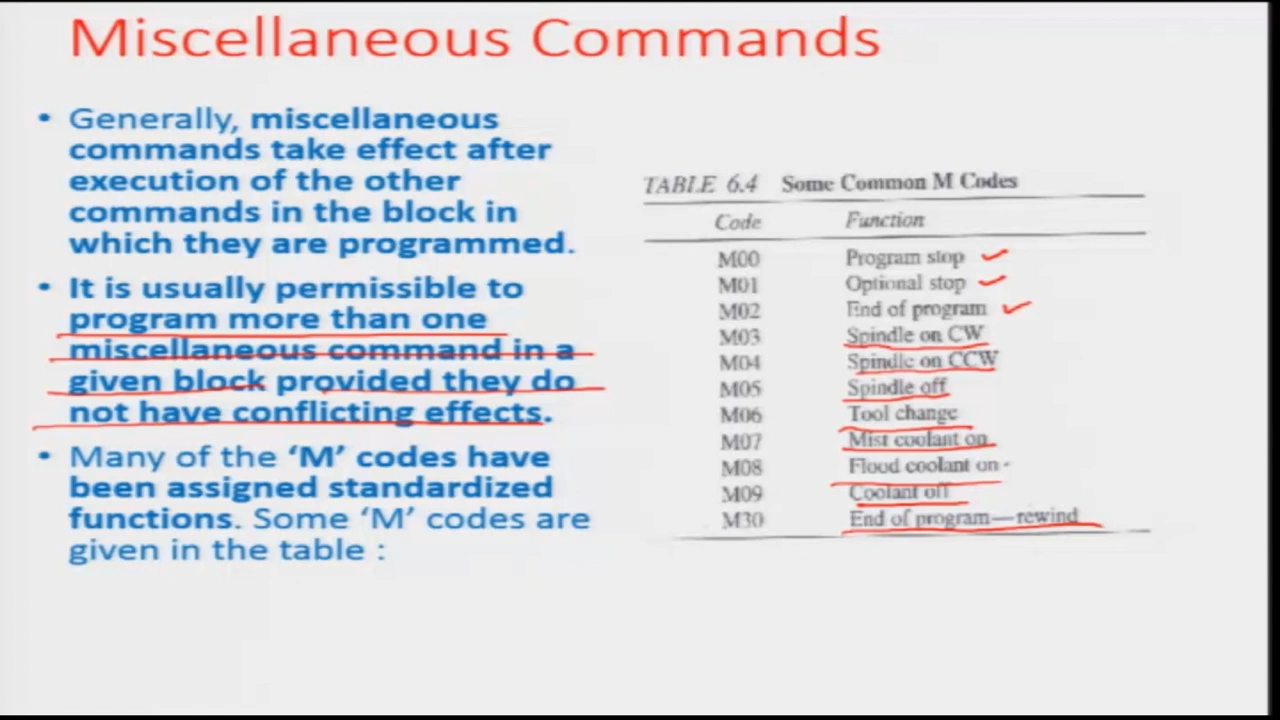 Miscellaneous Commands
• Generally, miscellaneous
commands take effect after
execution of the other
commands in the block in
which they are programmed.
• It is usually permissible to
program more than one
miscellaneous command in a
given block provided they do
not have conflicting effects.
• Many of the ‘M’ codes have
been assigned standardized
functions. Some ‘M’ codes are
given in the table :
TABLE 6.4 Some Common M Codes
Code Function
M00 Program stop
M01 Optional stop
M02 End of program
M03 Spindle on CW
M04 Spindle on CCW
M05 Spindle off
M06 Tool change
M07 Mist coolant on
M08 Flood coolant on
M09 Coolant off
M30 End of program—rewind